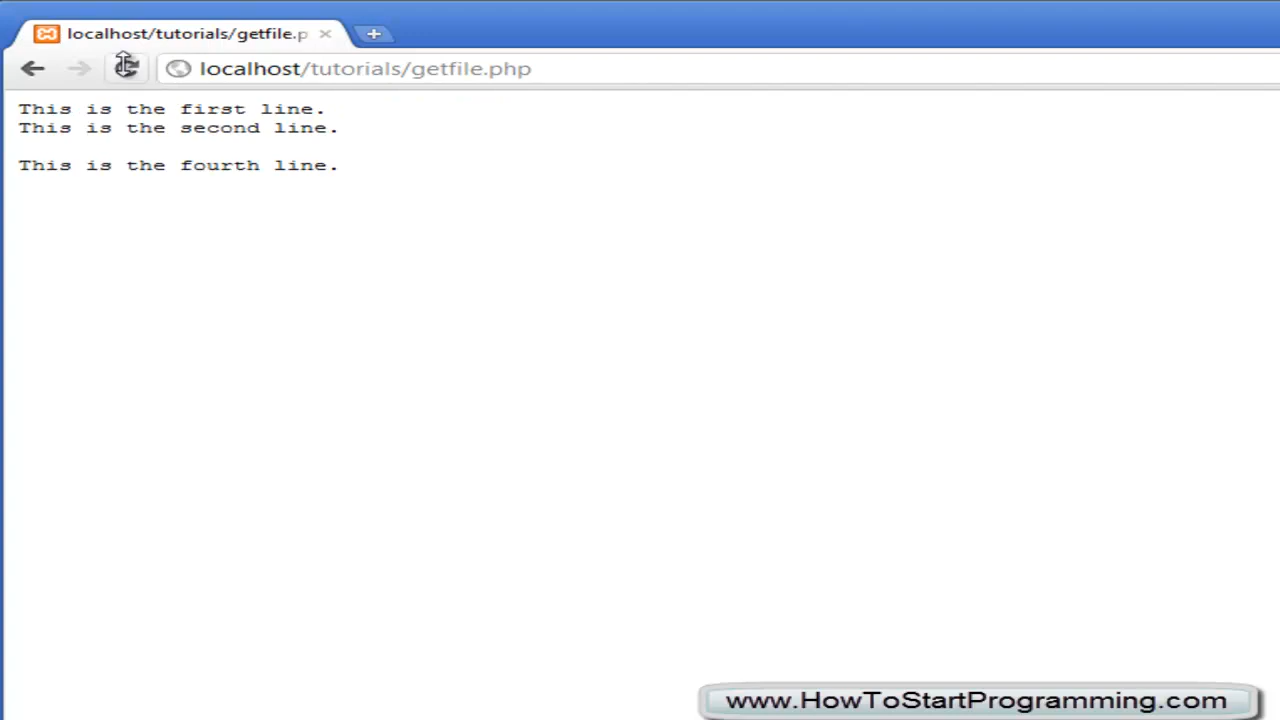 localhost/tutorials/getfile.p
localhost/tutorials/getfile.php
This is the first line.
This is the second line.
This is the fourth line.
www.HowToStartProgramming.com